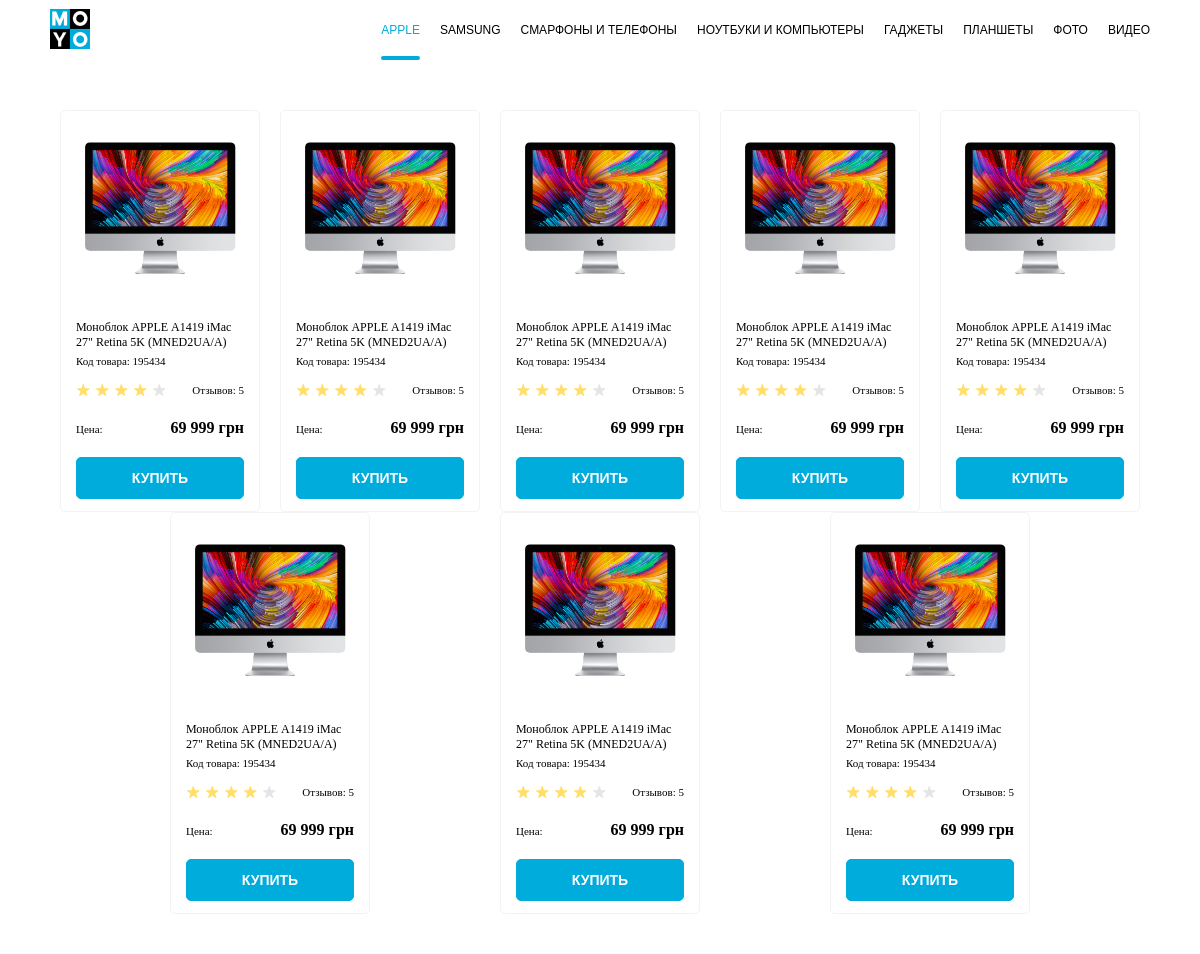 MO
YO
APPLE SAMSUNG СМАРФОНЫ И ТЕЛЕФОНЫ НОУТБУКИ И КОМПЬЮТЕРЫ ГАДЖЕТЫ ПЛАНШЕТЫ ФОТО ВИДЕО
Моноблок APPLE A1419 iMac
27" Retina 5K (MNED2UA/A)
Код товара: 195434
Отзывов: 5
Цена: 69 999 грн
КУПИТЬ
Моноблок APPLE A1419 iMac
27" Retina 5K (MNED2UA/A)
Код товара: 195434
Отзывов: 5
Цена: 69 999 грн
КУПИТЬ
Моноблок APPLE A1419 iMac
27" Retina 5K (MNED2UA/A)
Код товара: 195434
Отзывов: 5
Цена: 69 999 грн
КУПИТЬ
Моноблок APPLE A1419 iMac
27" Retina 5K (MNED2UA/A)
Код товара: 195434
Отзывов: 5
Цена: 69 999 грн
КУПИТЬ
Моноблок APPLE A1419 iMac
27" Retina 5K (MNED2UA/A)
Код товара: 195434
Отзывов: 5
Цена: 69 999 грн
КУПИТЬ
Моноблок APPLE A1419 iMac
27" Retina 5K (MNED2UA/A)
Код товара: 195434
Отзывов: 5
Цена: 69 999 грн
КУПИТЬ
Моноблок APPLE A1419 iMac
27" Retina 5K (MNED2UA/A)
Код товара: 195434
Отзывов: 5
Цена: 69 999 грн
КУПИТЬ
Моноблок APPLE A1419 iMac
27" Retina 5K (MNED2UA/A)
Код товара: 195434
Отзывов: 5
Цена: 69 999 грн
КУПИТЬ